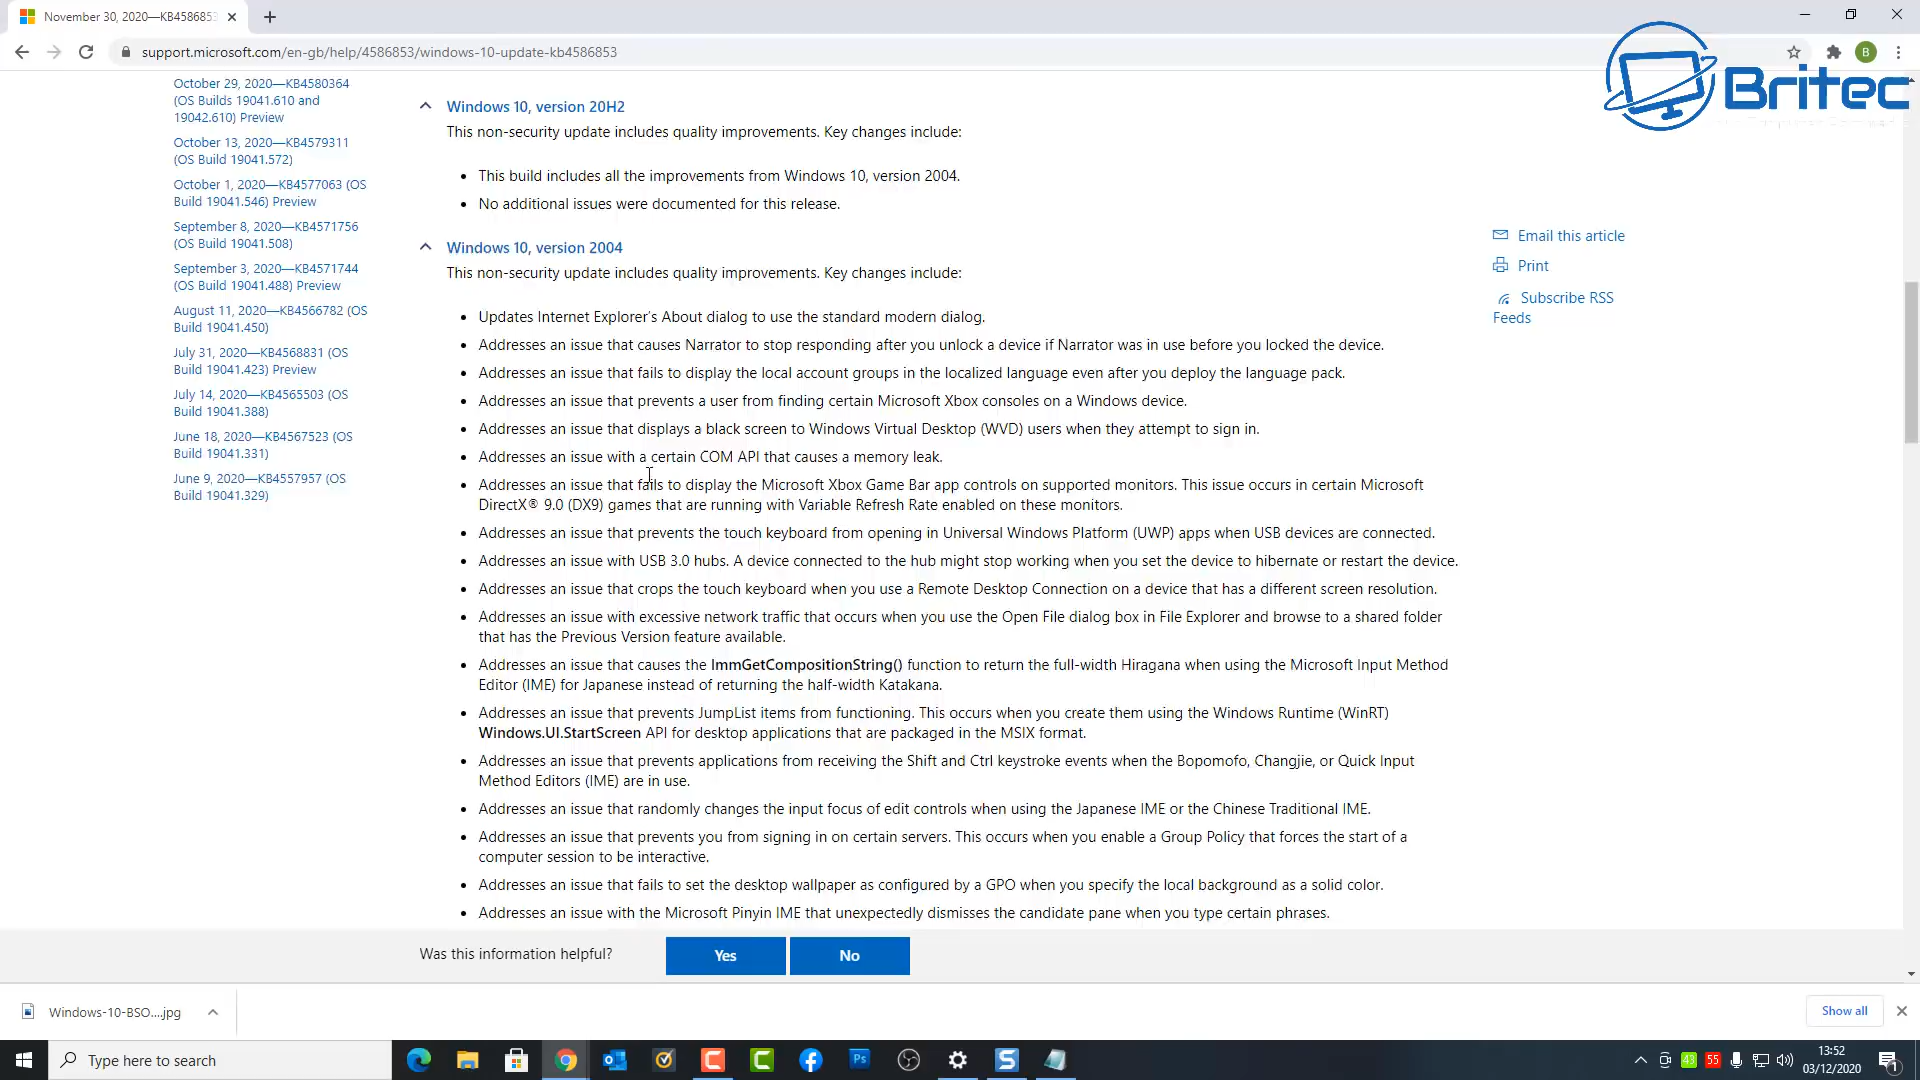 November 30, 2020—KB4586853
support.microsoft.com/en-gb/help/4586853/windows-10-update-kb4586853
B
Britec
October 29, 2020—KB4580364
(OS Builds 19041.610 and
19042.610) Preview
October 13, 2020—KB4579311
(OS Build 19041.572)
October 1, 2020—KB4577063 (OS
Build 19041.546) Preview
September 8, 2020—KB4571756
(OS Build 19041.508)
September 3, 2020—KB4571744
(OS Build 19041.488) Preview
August 11, 2020—KB4566782 (OS
Build 19041.450)
July 31, 2020—KB4568831 (OS
Build 19041.423) Preview
July 14, 2020—KB4565503 (OS
Build 19041.388)
June 18, 2020—KB4567523 (OS
Build 19041.331)
June 9, 2020—KB4557957 (OS
Build 19041.329)
Windows 10, version 20H2
This non-security update includes quality improvements. Key changes include:
• This build includes all the improvements from Windows 10, version 2004.
• No additional issues were documented for this release.
Windows 10, version 2004
This non-security update includes quality improvements. Key changes include:
• Updates Internet Explorer's About dialog to use the standard modern dialog.
• Addresses an issue that causes Narrator to stop responding after you unlock a device if Narrator was in use before you locked the device.
• Addresses an issue that fails to display the local account groups in the localized language even after you deploy the language pack.
• Addresses an issue that prevents a user from finding certain Microsoft Xbox consoles on a Windows device.
• Addresses an issue that displays a black screen to Windows Virtual Desktop (WVD) users when they attempt to sign in.
• Addresses an issue with a certain COM API that causes a memory leak.
• Addresses an issue that fails to display the Microsoft Xbox Game Bar app controls on supported monitors. This issue occurs in certain Microsoft
DirectX® 9.0 (DX9) games that are running with Variable Refresh Rate enabled on these monitors.
• Addresses an issue that prevents the touch keyboard from opening in Universal Windows Platform (UWP) apps when USB devices are connected.
• Addresses an issue with USB 3.0 hubs. A device connected to the hub might stop working when you set the device to hibernate or restart the device.
• Addresses an issue that crops the touch keyboard when you use a Remote Desktop Connection on a device that has a different screen resolution.
• Addresses an issue with excessive network traffic that occurs when you use the Open File dialog box in File Explorer and browse to a shared folder
that has the Previous Version feature available.
• Addresses an issue that causes the ImmGetCompositionString() function to return the full-width Hiragana when using the Microsoft Input Method
Editor (IME) for Japanese instead of returning the half-width Katakana.
• Addresses an issue that prevents JumpList items from functioning. This occurs when you create them using the Windows Runtime (WinRT)
Windows.UI.StartScreen API for desktop applications that are packaged in the MSIX format.
• Addresses an issue that prevents applications from receiving the Shift and Ctrl keystroke events when the Bopomofo, Changjie, or Quick Input
Method Editors (IME) are in use.
• Addresses an issue that randomly changes the input focus of edit controls when using the Japanese IME or the Chinese Traditional IME.
• Addresses an issue that prevents you from signing in on certain servers. This occurs when you enable a Group Policy that forces the start of a
computer session to be interactive.
• Addresses an issue that fails to set the desktop wallpaper as configured by a GPO when you specify the local background as a solid color.
• Addresses an issue with the Microsoft Pinyin IME that unexpectedly dismisses the candidate pane when you type certain phrases.
Email this article
Print
Subscribe RSS
Feeds
Was this information helpful?
Yes
No
Windows-10-BSO....jpg
Show all
Type here to search
Ps
43
55
13:52
03/12/2020
1